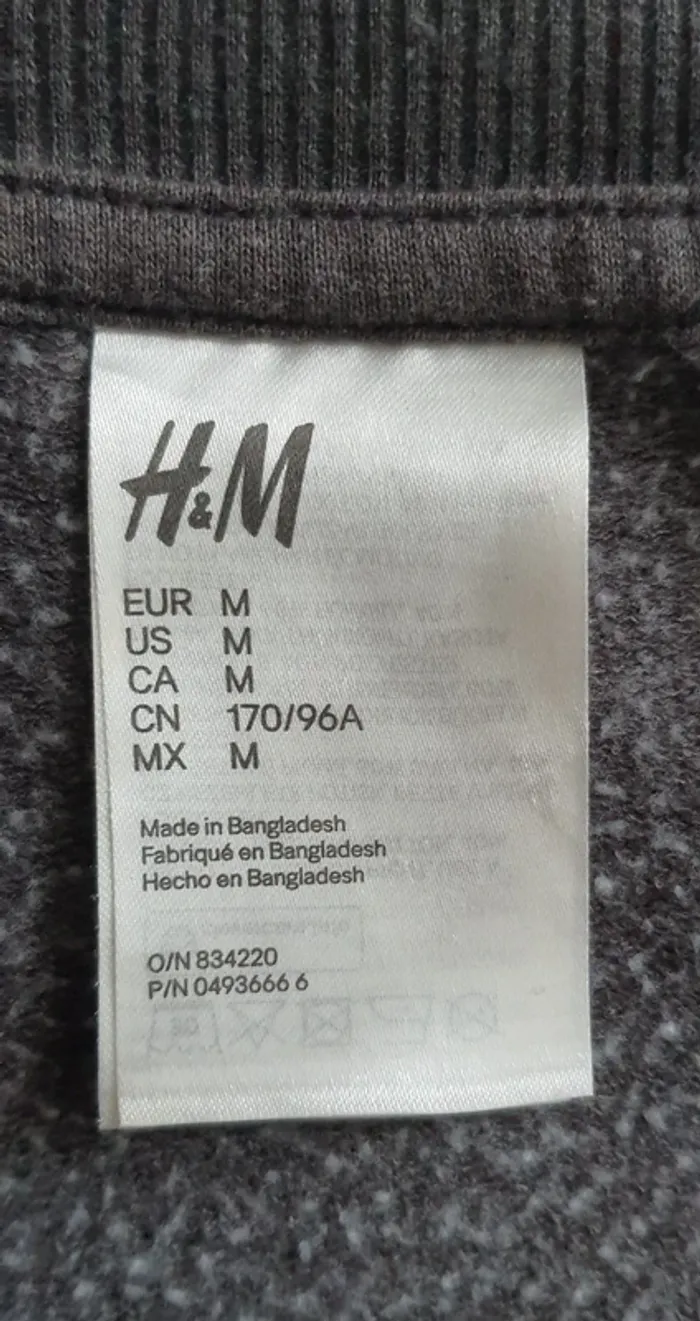 H&M
EUR M
US M
CA M
CN 170/96A
MX M
Made in Bangladesh
Fabriqué en Bangladesh
Hecho en Bangladesh
O/N 834220
P/N 0493666 6